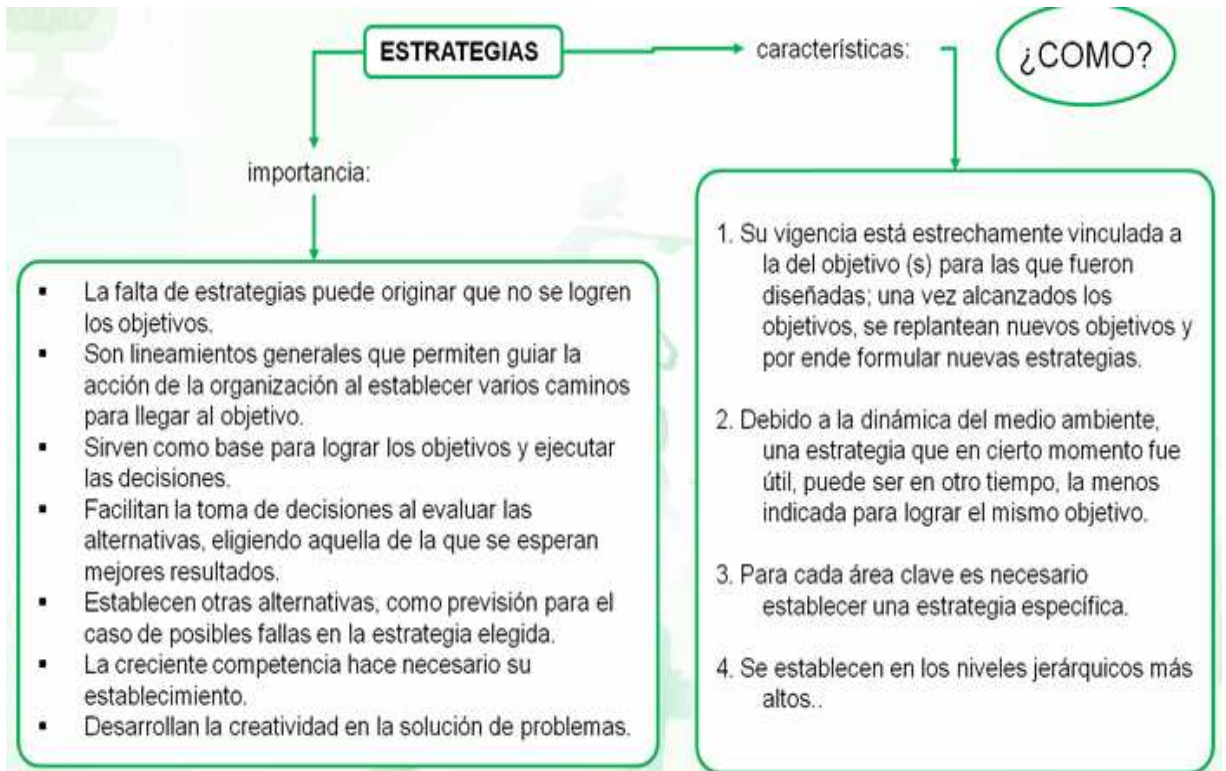 ESTRATEGIAS
características:
¿COMO?
importancia:
▪ La falta de estrategias puede originar que no se logren
los objetivos.
▪ Son lineamientos generales que permiten guiar la
acción de la organización al establecer varios caminos
para llegar al objetivo.
▪ Sirven como base para lograr los objetivos y ejecutar
las decisiones.
▪ Facilitan la toma de decisiones al evaluar las
alternativas, eligiendo aquella de la que se esperan
mejores resultados.
▪ Establecen otras alternativas, como previsión para el
caso de posibles fallas en la estrategia elegida.
▪ La creciente competencia hace necesario su
establecimiento.
▪ Desarrollan la creatividad en la solución de problemas.
1. Su vigencia está estrechamente vinculada a
la del objetivo (s) para las que fueron
diseñadas; una vez alcanzados los
objetivos, se replantean nuevos objetivos y
por ende formular nuevas estrategias.
2. Debido a la dinámica del medio ambiente,
una estrategia que en cierto momento fue
útil, puede ser en otro tiempo, la menos
indicada para lograr el mismo objetivo.
3. Para cada área clave es necesario
establecer una estrategia específica.
4. Se establecen en los niveles jerárquicos más
altos..